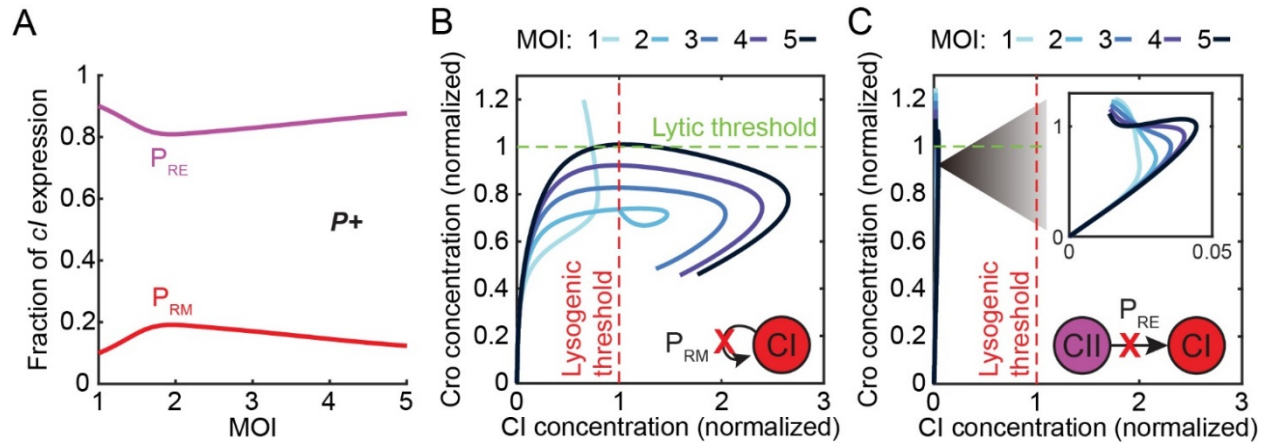 A
Fraction of cI expression
1
0.8
0.6
0.4
0.2
0
PRE
P+
PRM
1 2 3 4 5
MOI
B
MOI: 1 2 3 4 5
Cro concentration (normalized)
1.2
1
0.8
0.6
0.4
0.2
0
Lytic threshold
Lysogenic
threshold
PRM
CI
0 1 2 3
CI concentration (normalized)
C
MOI: 1 2 3 4 5
Cro concentration (normalized)
1.2
1
0.8
0.6
0.4
0.2
0
1
0
0 0.05
Lysogenic
threshold
PRE
CII
CI
0 1 2 3
CI concentration (normalized)